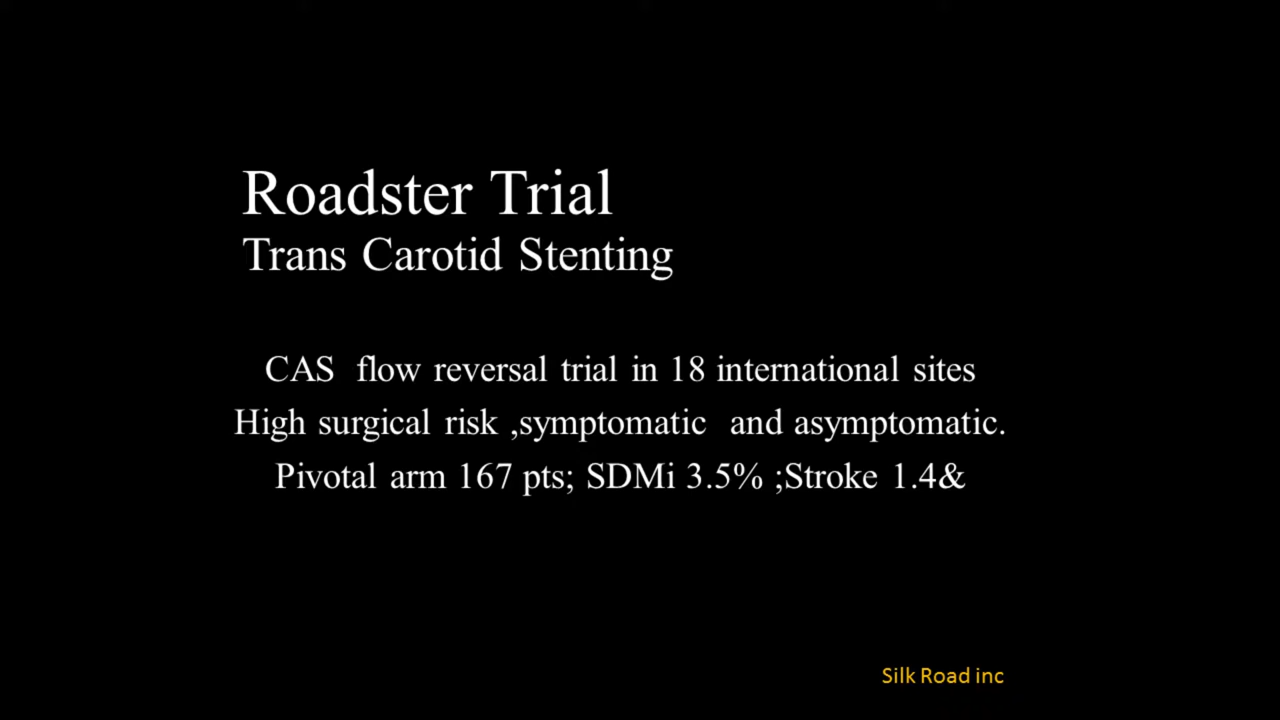 Roadster Trial
Trans Carotid Stenting
CAS flow reversal trial in 18 international sites
High surgical risk ,symptomatic and asymptomatic.
Pivotal arm 167 pts; SDMi 3.5% ;Stroke 1.4&
Silk Road inc